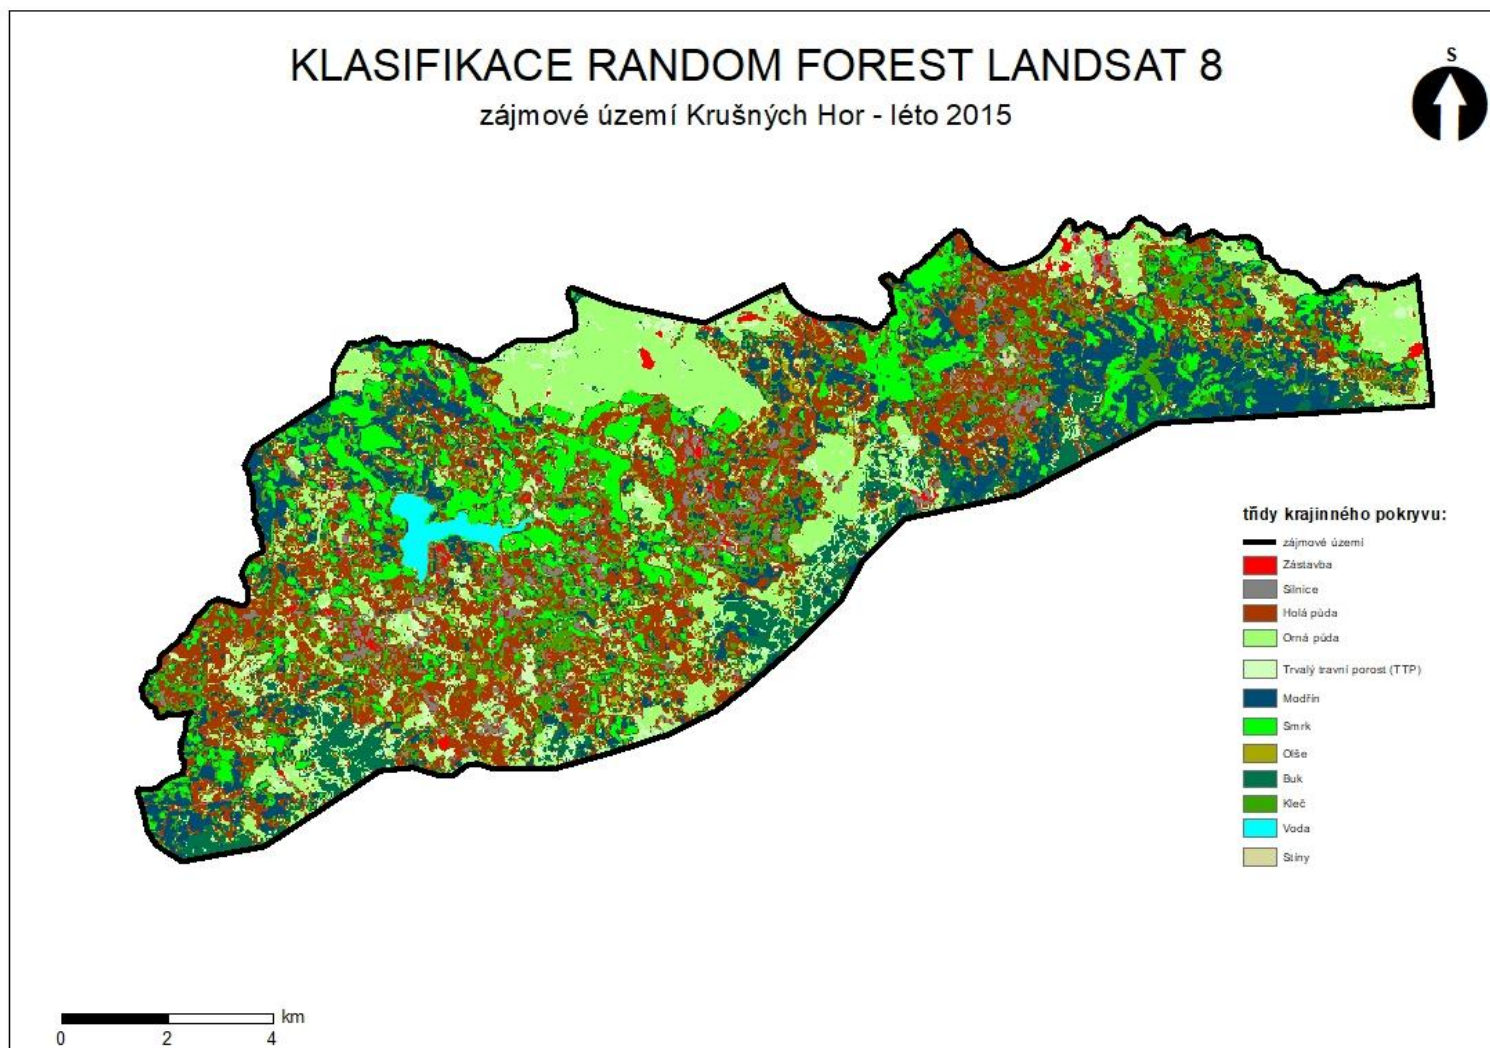 KLASIFIKACE RANDOM FOREST LANDSAT 8
zájmové území Krušných Hor - léto 2015
S
třídy krajinného pokryvu:
zájmové území
Zástavba
Silnice
Holá půda
Orná půda
Trvalý travní porost (TTP)
Modřín
Smrk
Olše
Buk
Kleč
Voda
Stíny
km
0 2 4